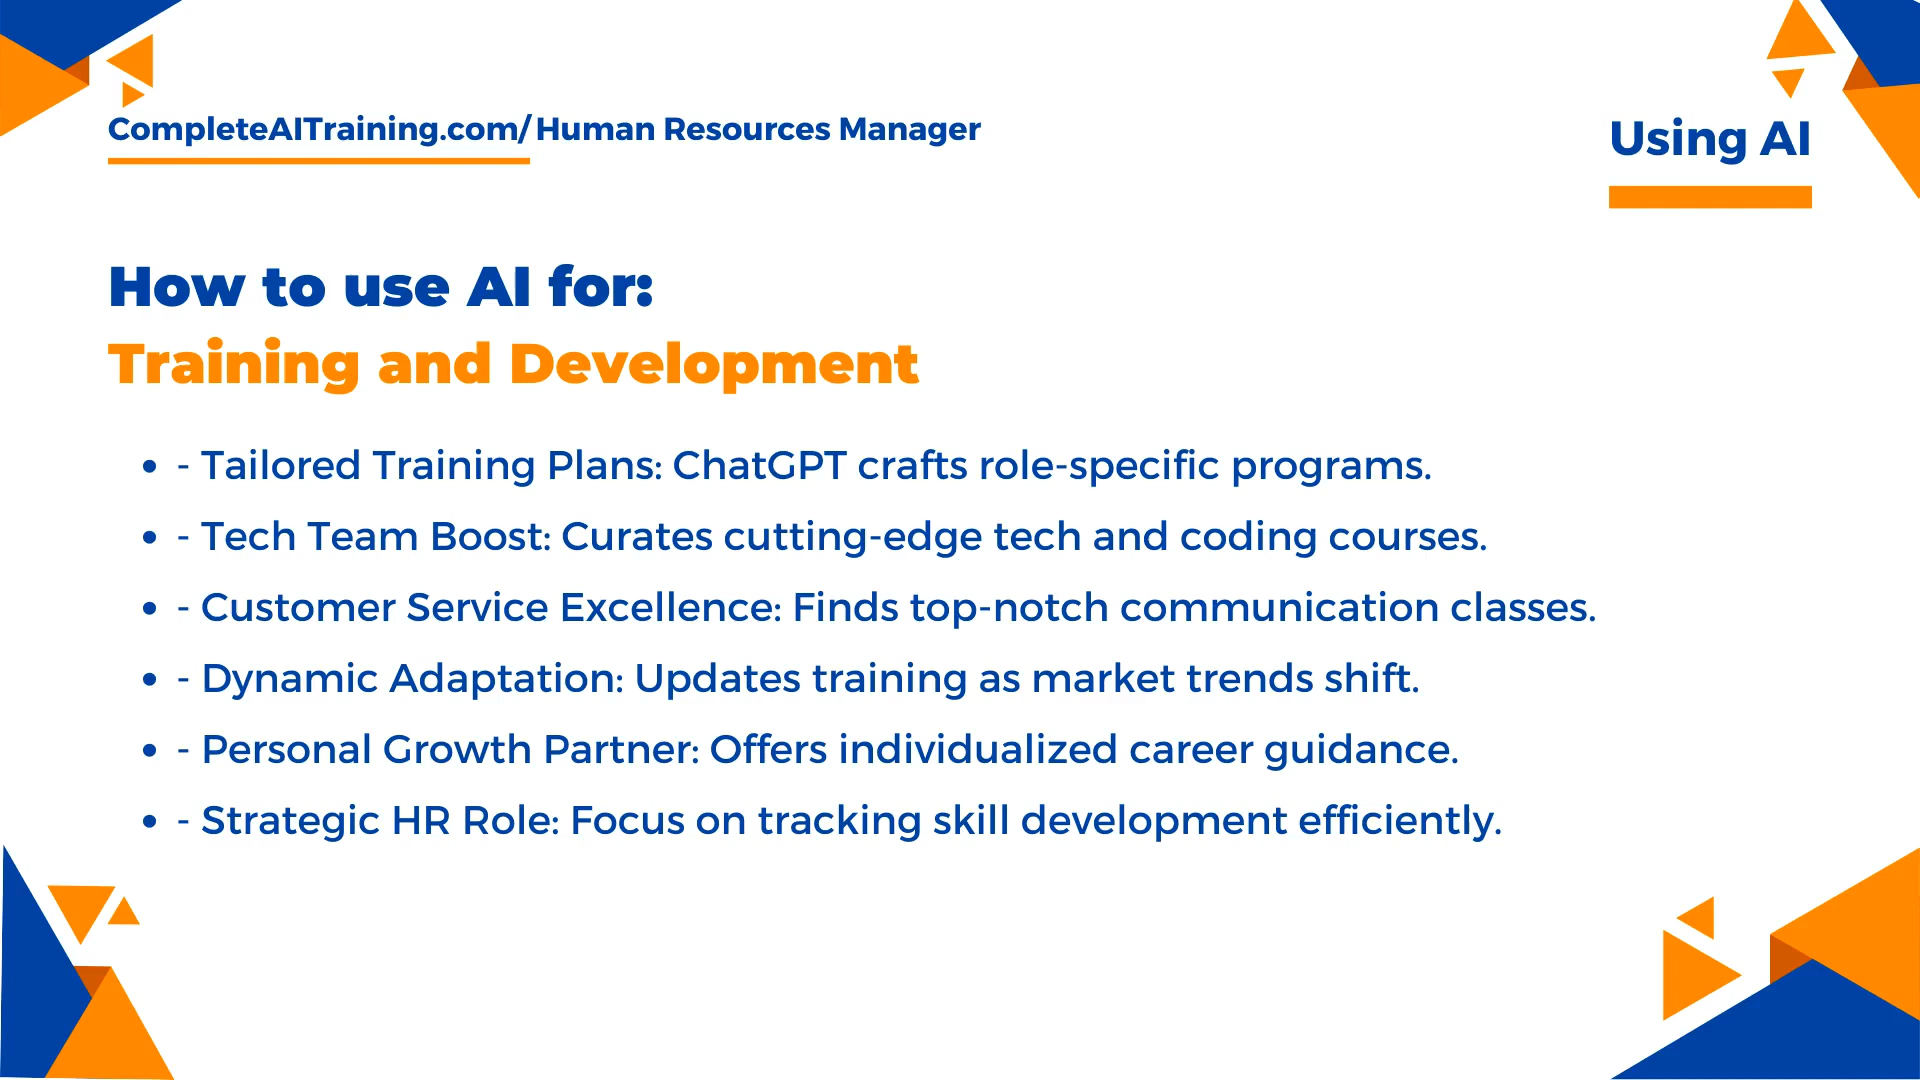 CompleteAITraining.com/Human Resources Manager
Using AI
How to use AI for:
Training and Development
• - Tailored Training Plans: ChatGPT crafts role-specific programs.
• - Tech Team Boost: Curates cutting-edge tech and coding courses.
• - Customer Service Excellence: Finds top-notch communication classes.
• - Dynamic Adaptation: Updates training as market trends shift.
• - Personal Growth Partner: Offers individualized career guidance.
• - Strategic HR Role: Focus on tracking skill development efficiently.